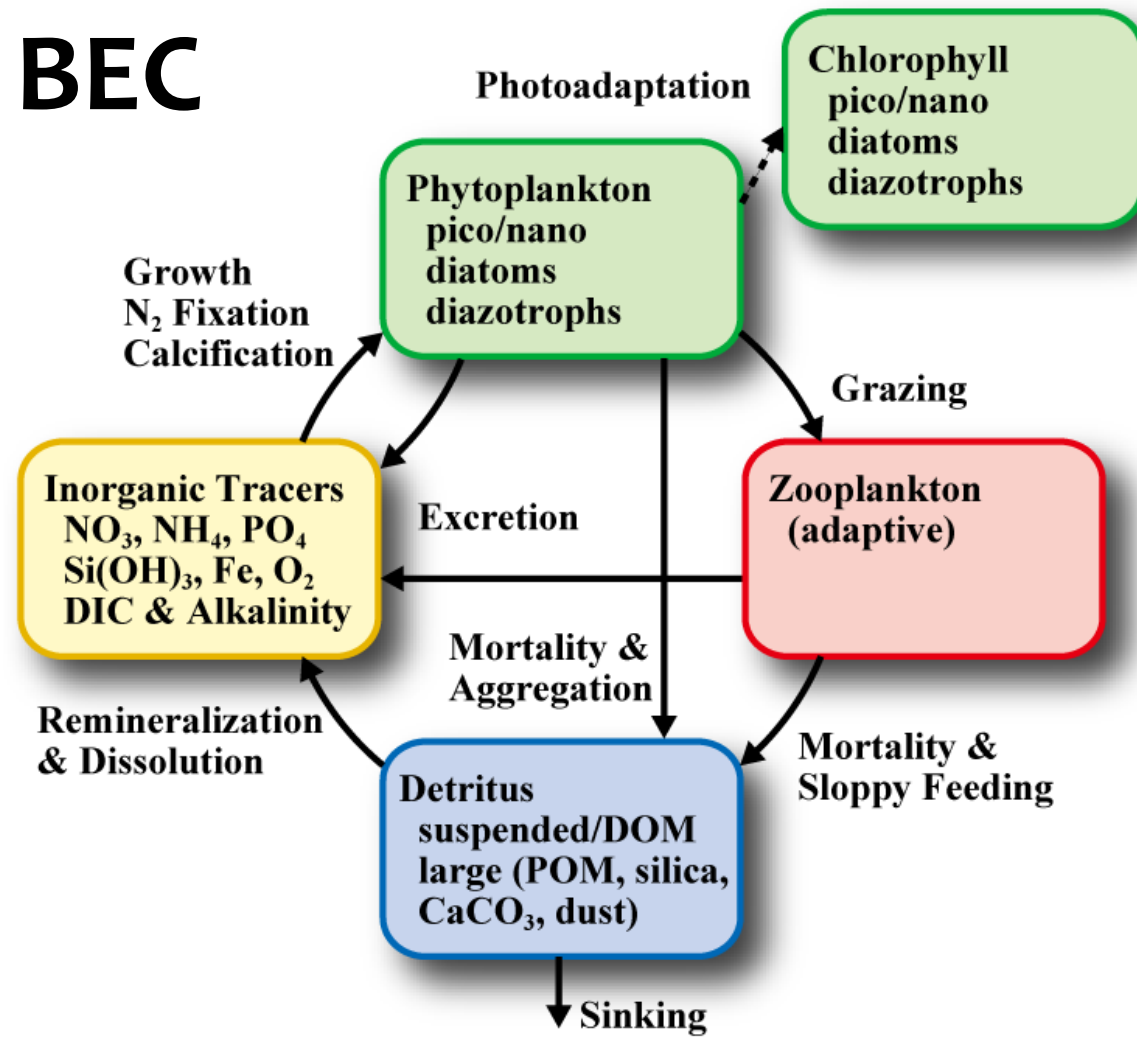 BEC
Photoadaptation
Chlorophyll
pico/nano
diatoms
diazotrophs
Phytoplankton
pico/nano
diatoms
diazotrophs
Growth
N₂ Fixation
Calcification
Grazing
Inorganic Tracers
NO₃, NH₄, PO₄
Si(OH)₃, Fe, O₂
DIC & Alkalinity
Excretion
Zooplankton
(adaptive)
Mortality &
Aggregation
Remineralization
& Dissolution
Mortality &
Sloppy Feeding
Detritus
suspended/DOM
large (POM, silica,
CaCO₃, dust)
Sinking